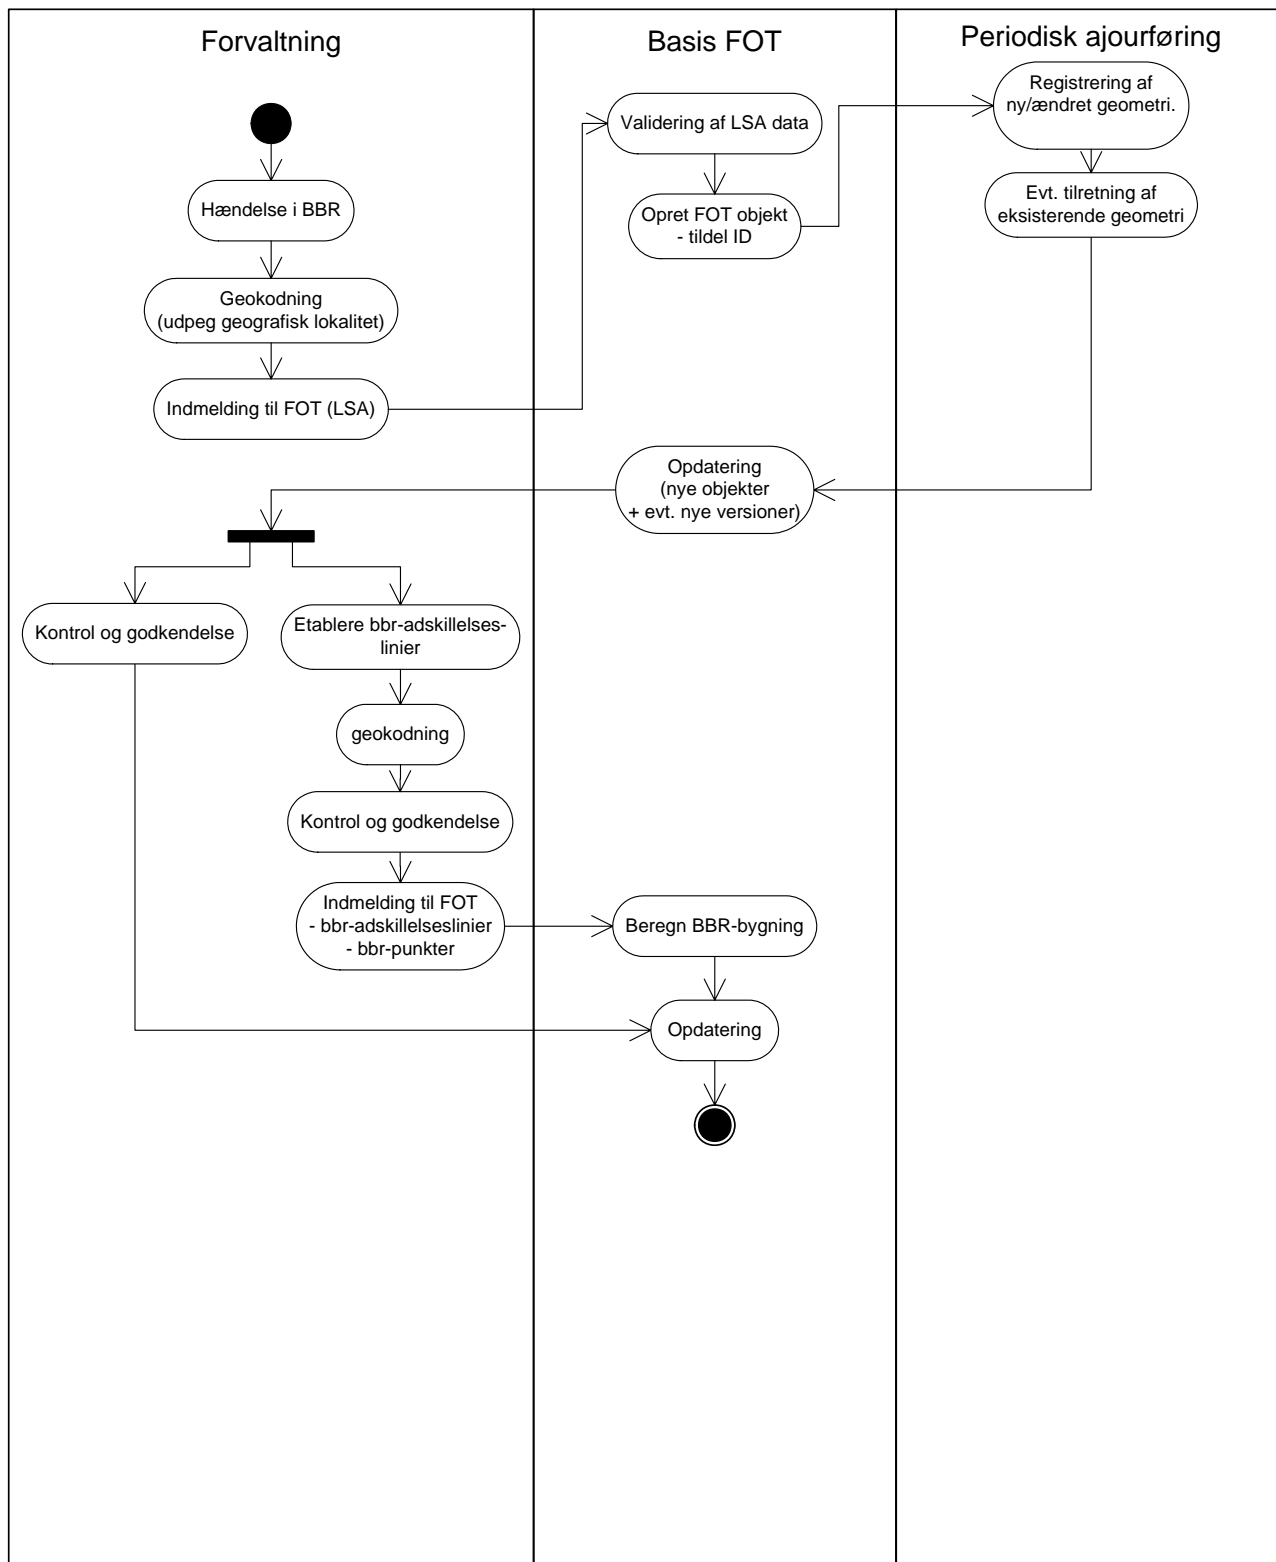 Forvaltning
Basis FOT
Periodisk ajourføring
Hændelse i BBR
Geokodning
(udpeg geografisk lokalitet)
Indmelding til FOT (LSA)
Validering af LSA data
Opret FOT objekt
- tildel ID
Registrering af
ny/ændret geometri.
Evt. tilretning af
eksisterende geometri
Opdatering
(nye objekter
+ evt. nye versioner)
Kontrol og godkendelse
Etablere bbr-adskillelses-
linier
geokodning
Kontrol og godkendelse
Indmelding til FOT
- bbr-adskillelseslinier
- bbr-punkter
Beregn BBR-bygning
Opdatering